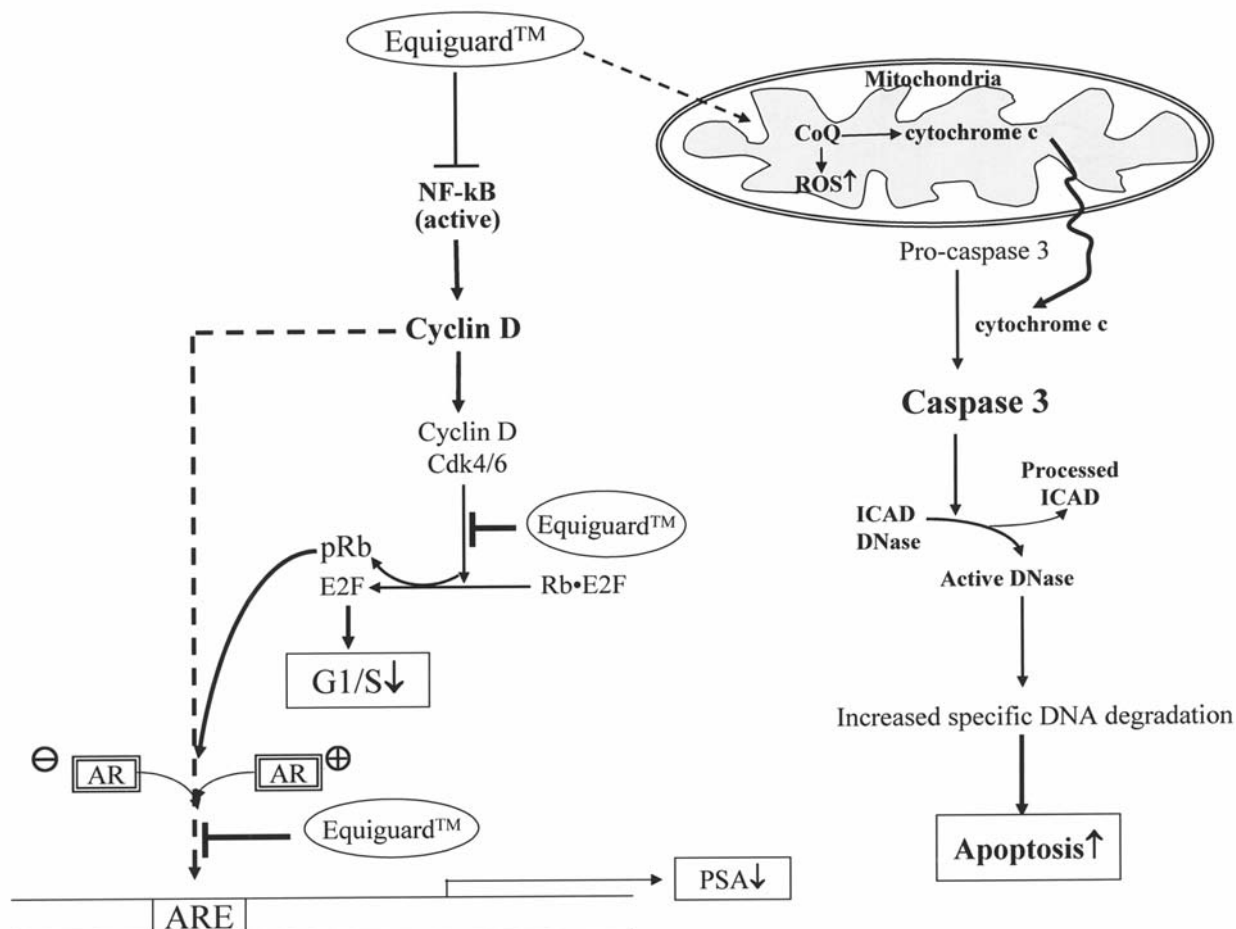 Equiguard™
NF-kB
(active)
Cyclin D
Cyclin D
Cdk4/6
Equiguard™
pRb
E2F
Rb•E2F
G1/S↓
⊖
AR
AR
⊕
Equiguard™
PSA↓
ARE
Mitochondria
CoQ
cytochrome c
ROS↑
Pro-caspase 3
cytochrome c
Caspase 3
Processed
ICAD
ICAD
DNase
Active DNase
Increased specific DNA degradation
Apoptosis↑